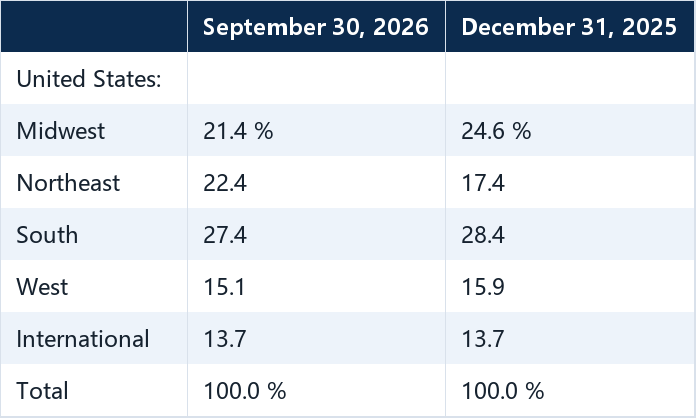 September 30, 2026 December 31, 2025
United States:
Midwest 21.4 % 24.6 %
Northeast 22.4 17.4
South 27.4 28.4
West 15.1 15.9
International 13.7 13.7
Total 100.0 % 100.0 %